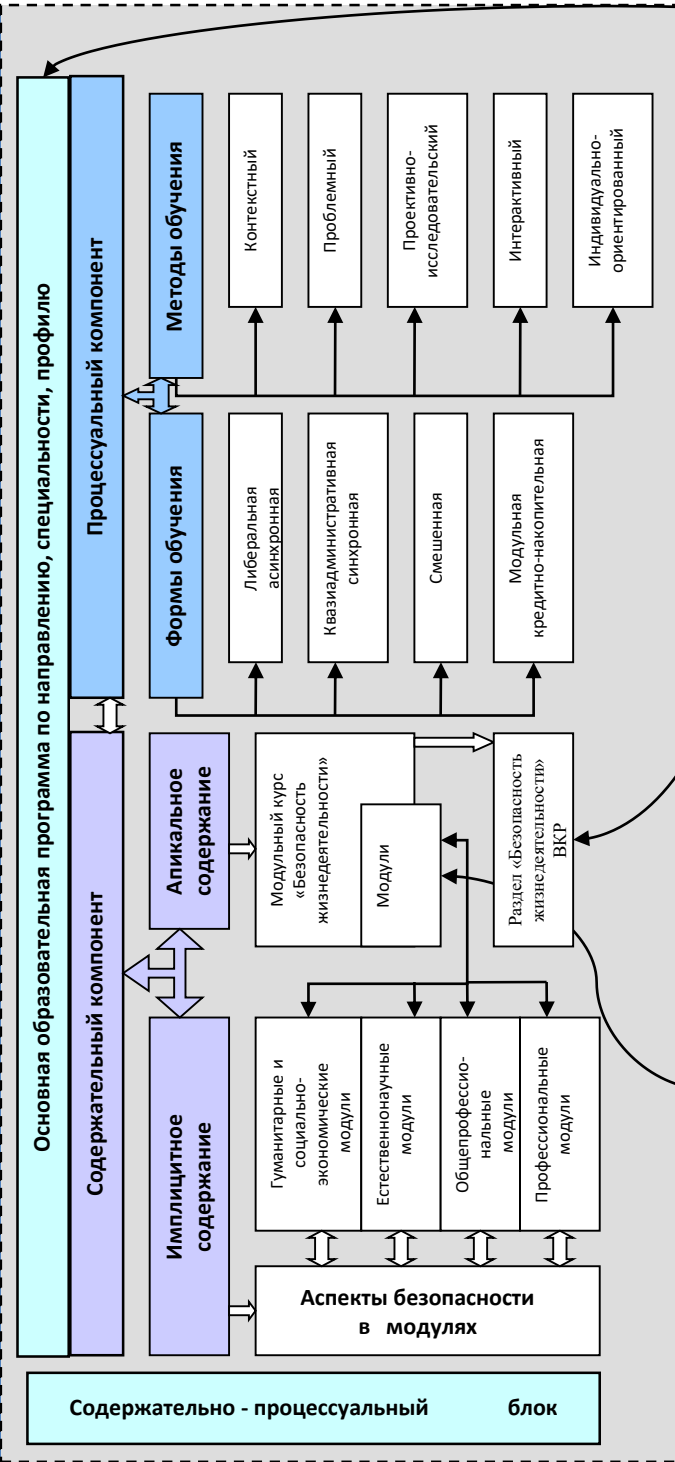 Основная образовательная программа по направлению, специальности, профилю
Содержательный компонент
Процессуальный компонент
Имплицитное
содержание
Апикальное
содержание
Формы обучения
Методы обучения
Аспекты безопасности
в модулях
Гуманитарные и
социально-
экономические
модули
Естественнонаучные
модули
Общепрофессио-
нальные
модули
Профессиональные
модули
Модульный курс
«Безопасность
жизнедеятельности»
Модули
Раздел «Безопасность
жизнедеятельности»
ВКР
Либеральная
асинхронная
Квазиадминистративная
синхронная
Смешенная
Модульная
кредитно-накопительная
Контекстный
Проблемный
Проективно-
исследовательский
Интерактивный
Индивидуально-
ориентированный
Содержательно - процессуальный блок